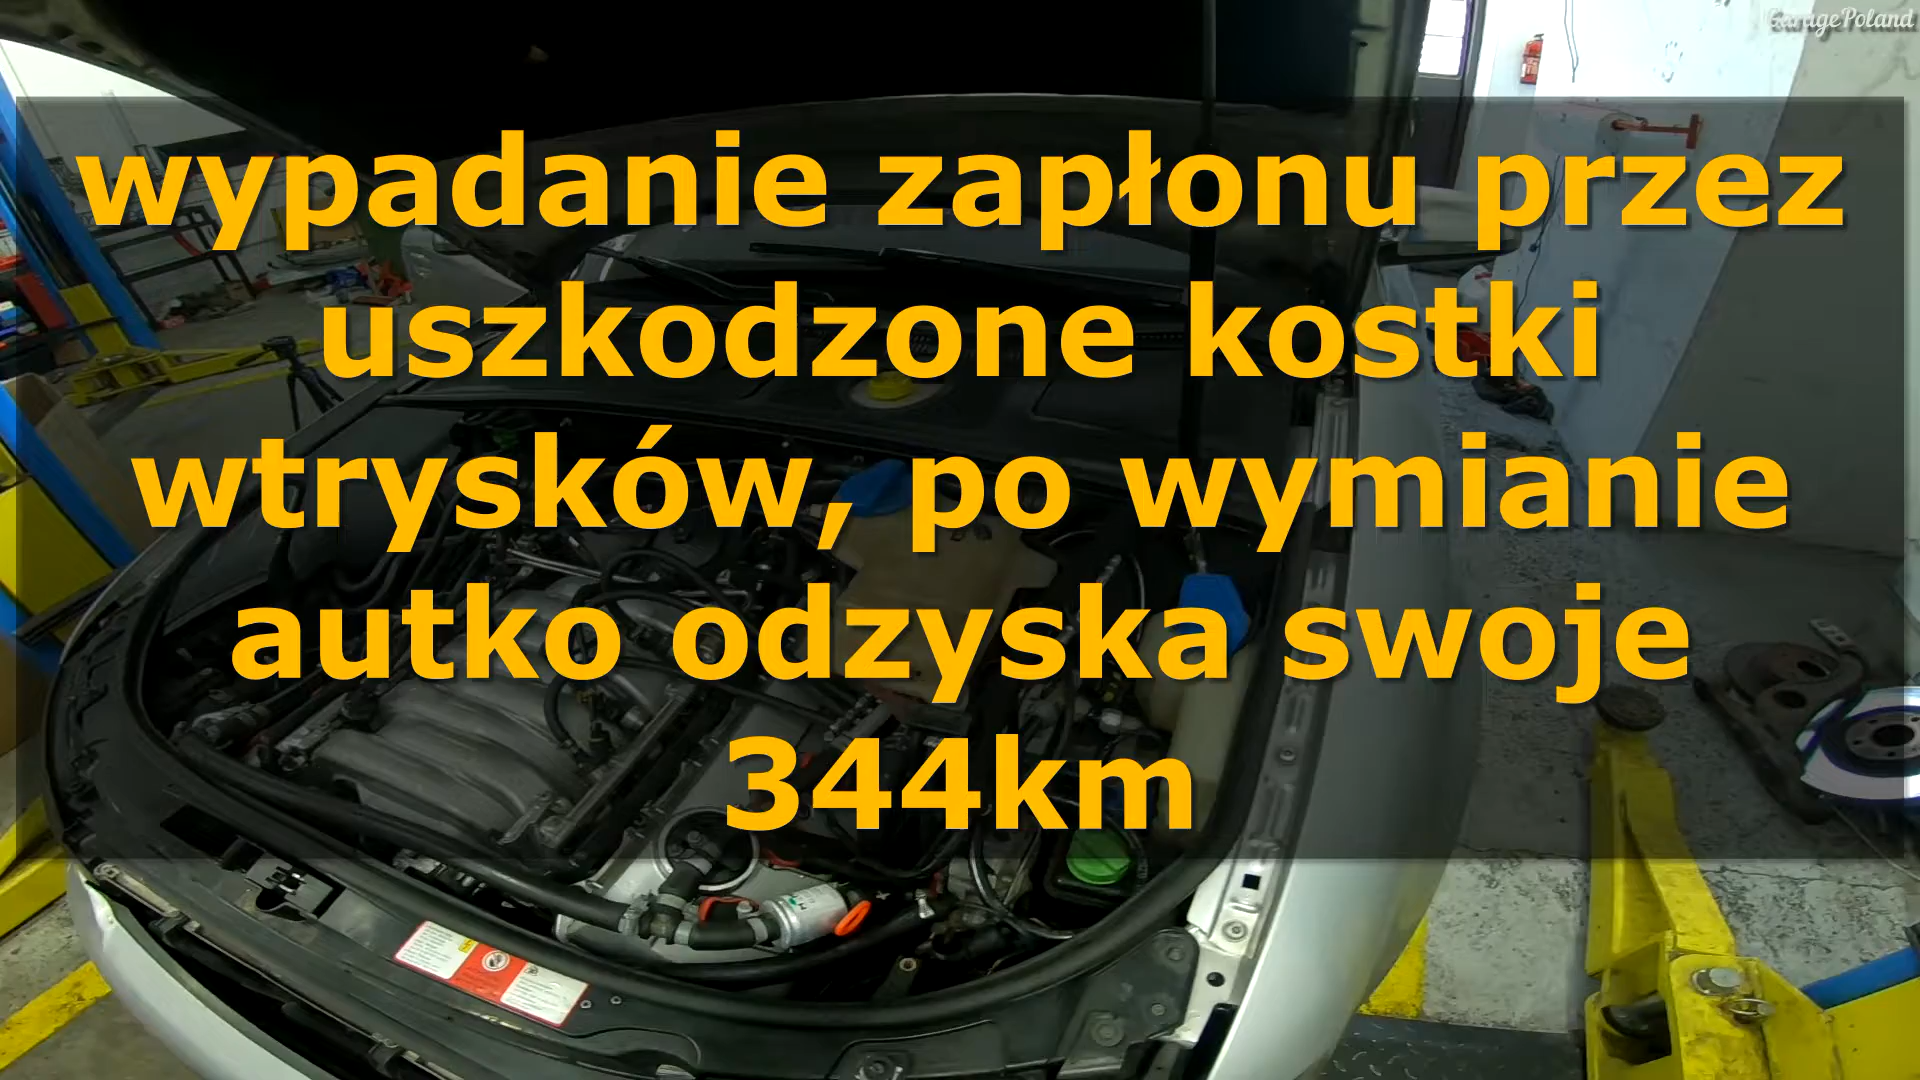 GaragePoland
wypadanie zapłonu przez
uszkodzone kostki
wtrysków, po wymianie
autko odzyska swoje
344km